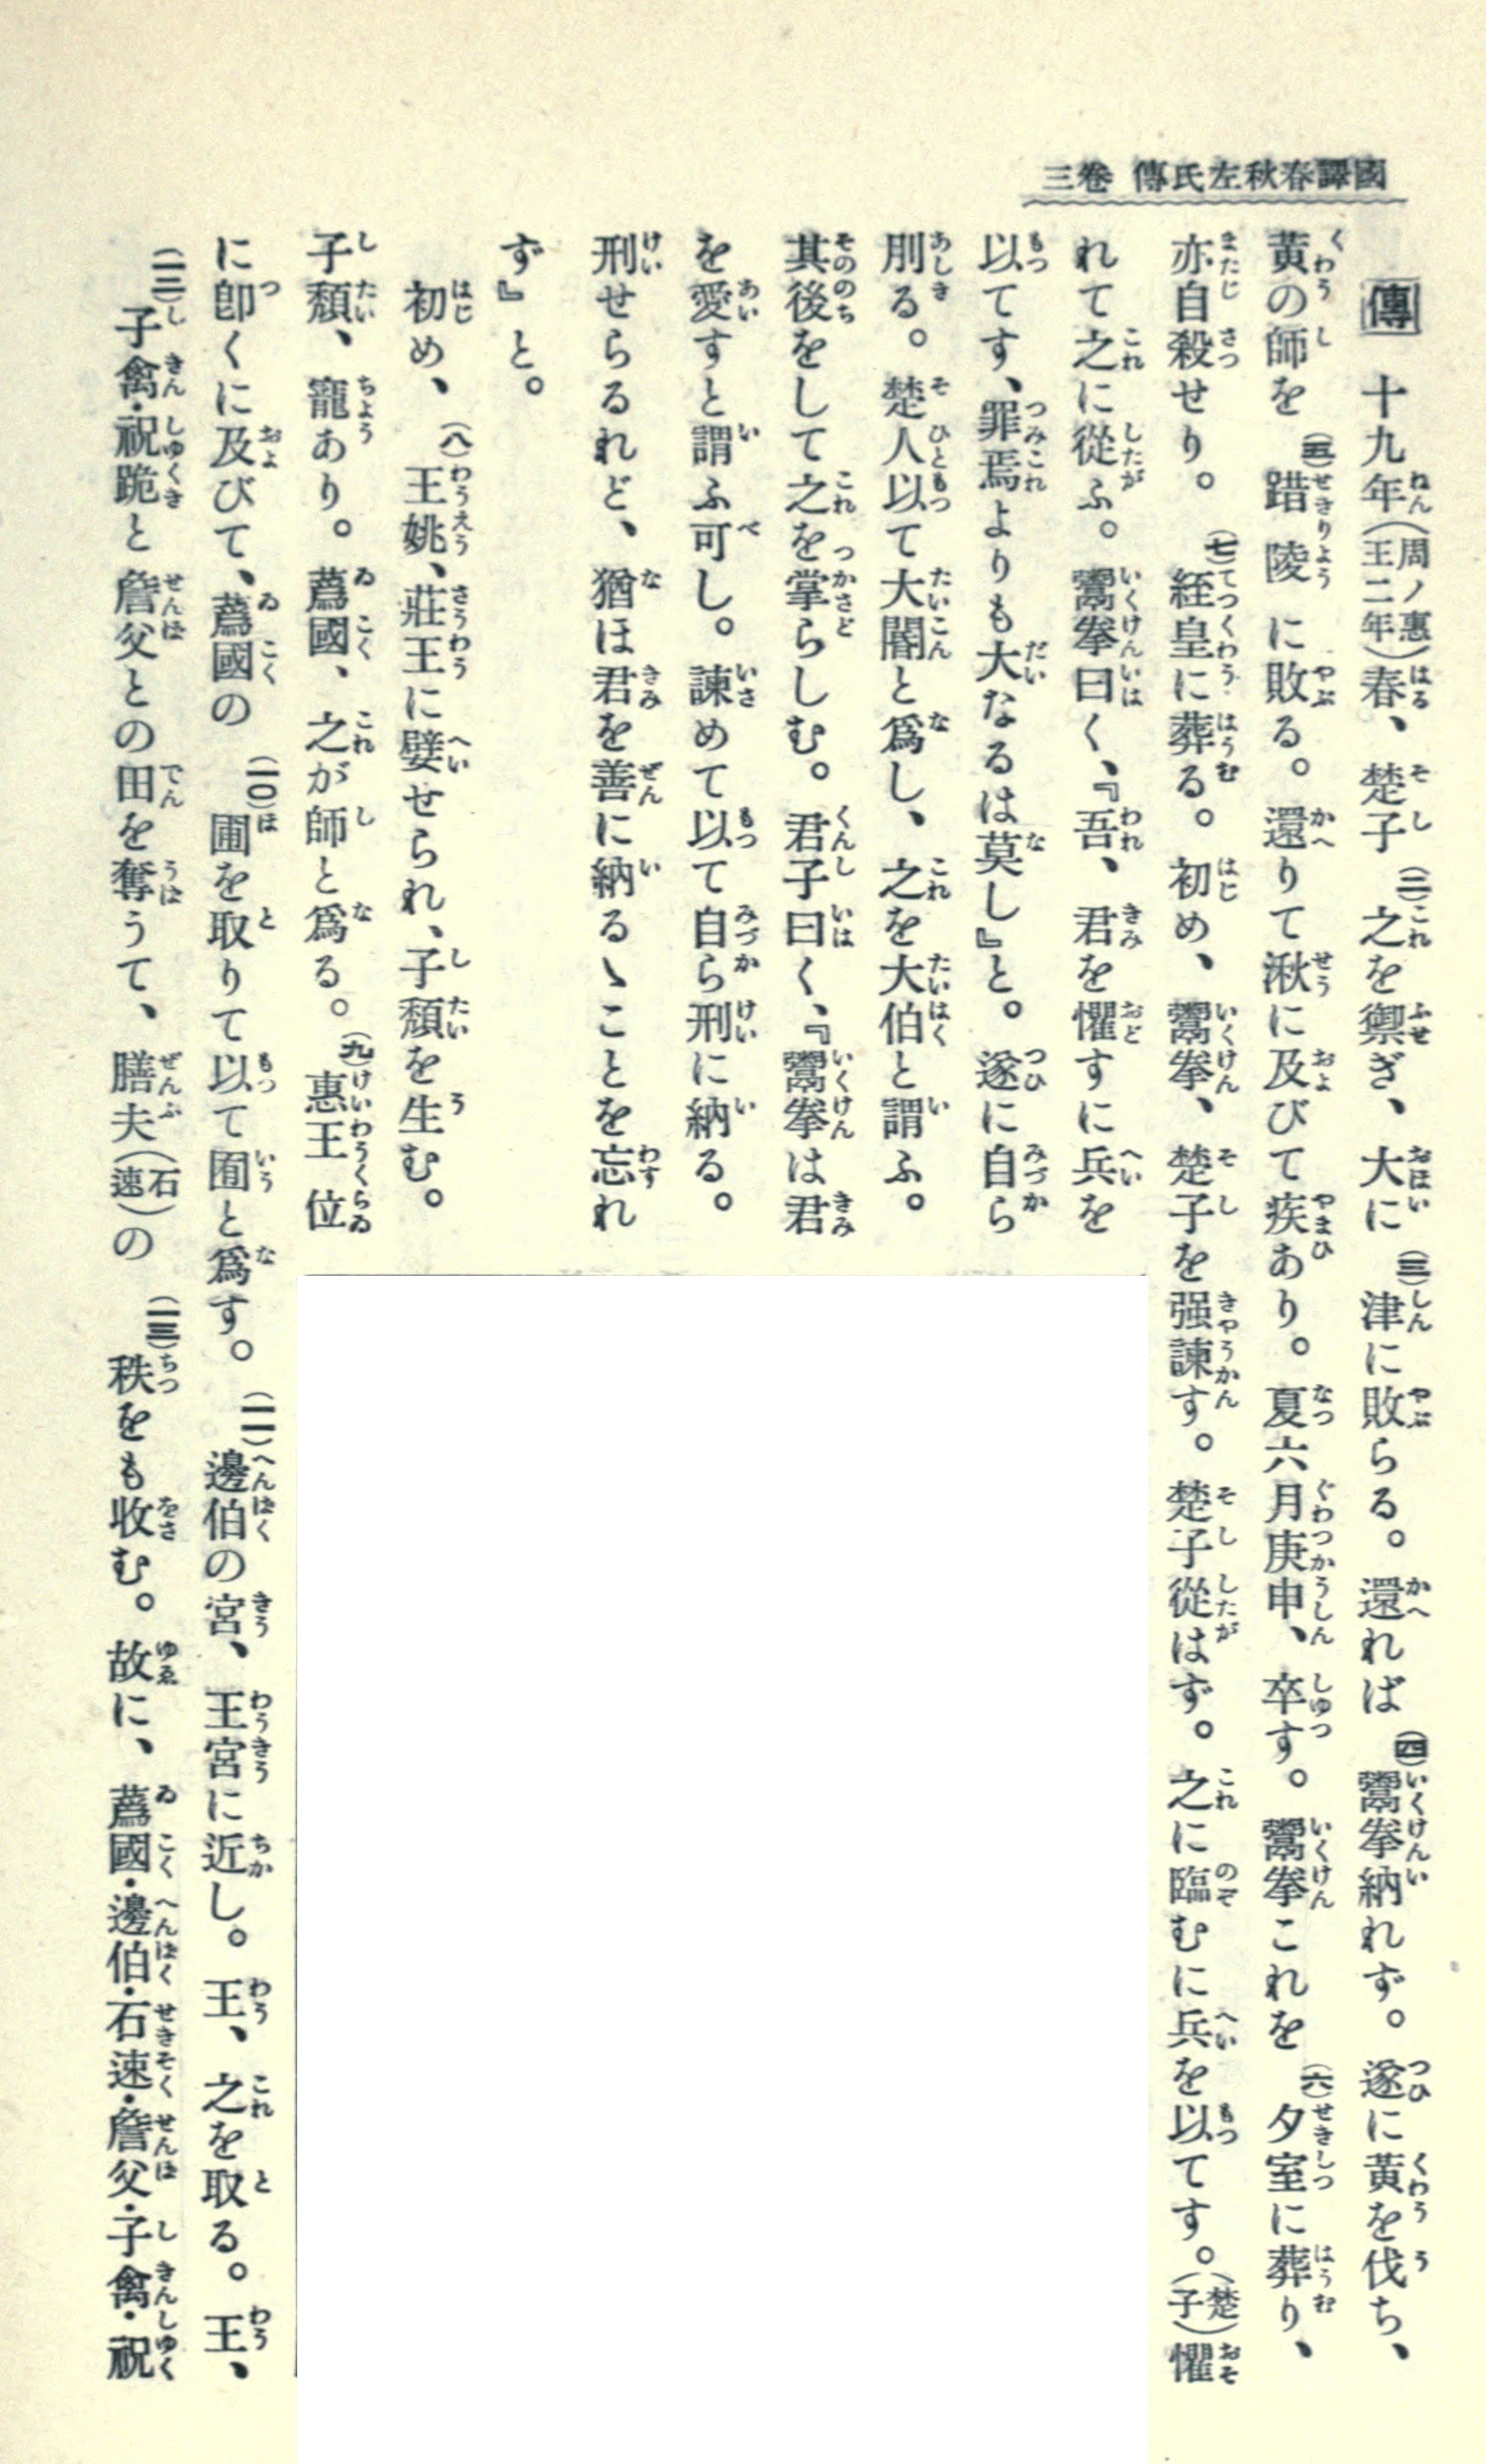 國譯春秋左氏傳 卷三
傳 十九年(周ノ惠王二年)春、楚子(二)之を禦ぎ、大に(三)津に敗らる。還れば(四)鬻拳納れず。遂に黃を伐ち、
黃の師を(五)踖陵に敗る。還りて湫に及びて疾あり。夏六月庚申、卒す。鬻拳これを(六)夕室に葬り、
亦自殺せり。(七)絰皇に葬る。初め、鬻拳、楚子を强諫す。楚子從はず。之に臨むに兵を以てす。(楚子)懼
れて之に從ふ。鬻拳曰く、『吾、君を懼すに兵を
以てす、罪焉よりも大なるは莫し』と。遂に自ら
刖る。楚人以て大閽と爲し、之を大伯と謂ふ。
其後をして之を掌らしむ。君子曰く、『鬻拳は君
を愛すと謂ふ可し。諫めて以て自ら刑に納る。
刑せらるれど、猶ほ君を善に納るゝことを忘れ
ず』と。
初め、(八)王姚、莊王に嬖せられ、子頹を生む。
子頹、寵あり。蔿國、之が師と爲る。(九)惠王位
に卽くに及びて、蔿國の(一〇)圃を取りて以て囿と爲す。(一一)邊伯の宮、王宮に近し。王、之を取る。王、
(一二)子禽・祝跪と詹父との田を奪うて、膳夫(石速)の(一三)秩をも收む。故に、蔿國・邊伯・石速・詹父・子禽・祝